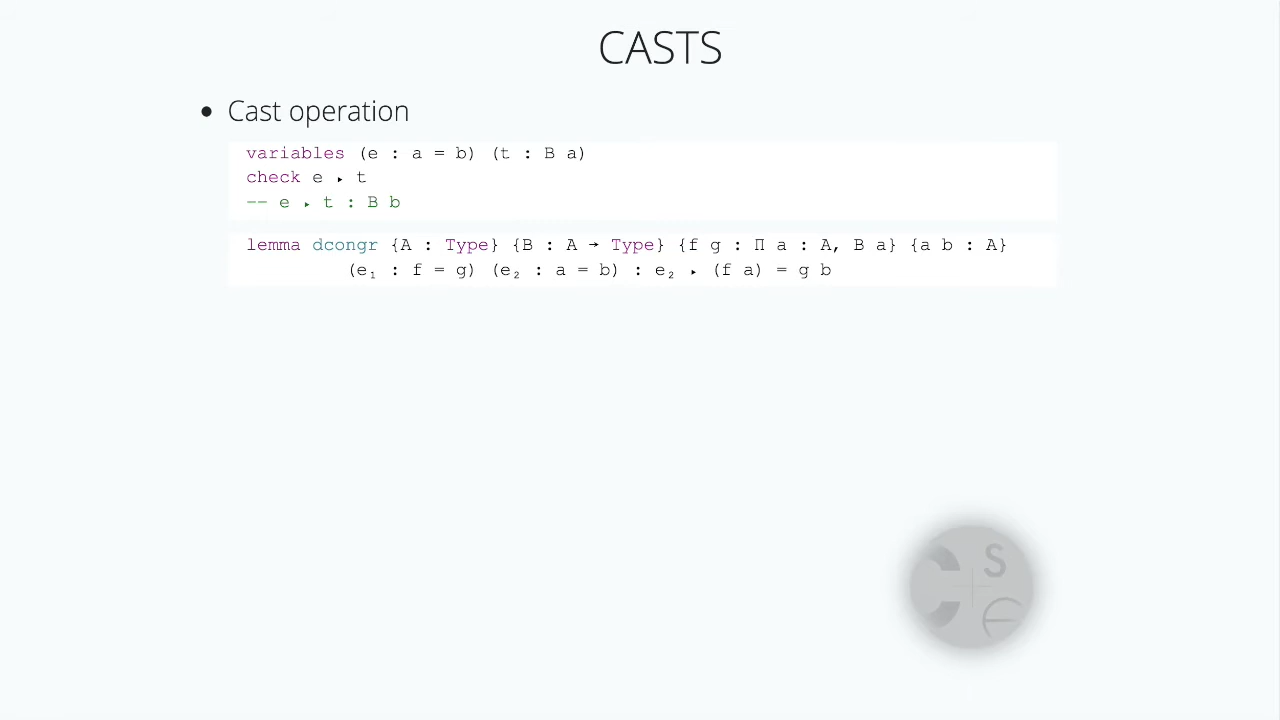 CASTS
• Cast operation
variables (e : a = b) (t : B a)
check e ▸ t
-- e ▸ t : B b
lemma dcongr {A : Type} {B : A → Type} {f g : Π a : A, B a} {a b : A}
(e₁ : f = g) (e₂ : a = b) : e₂ ▸ (f a) = g b